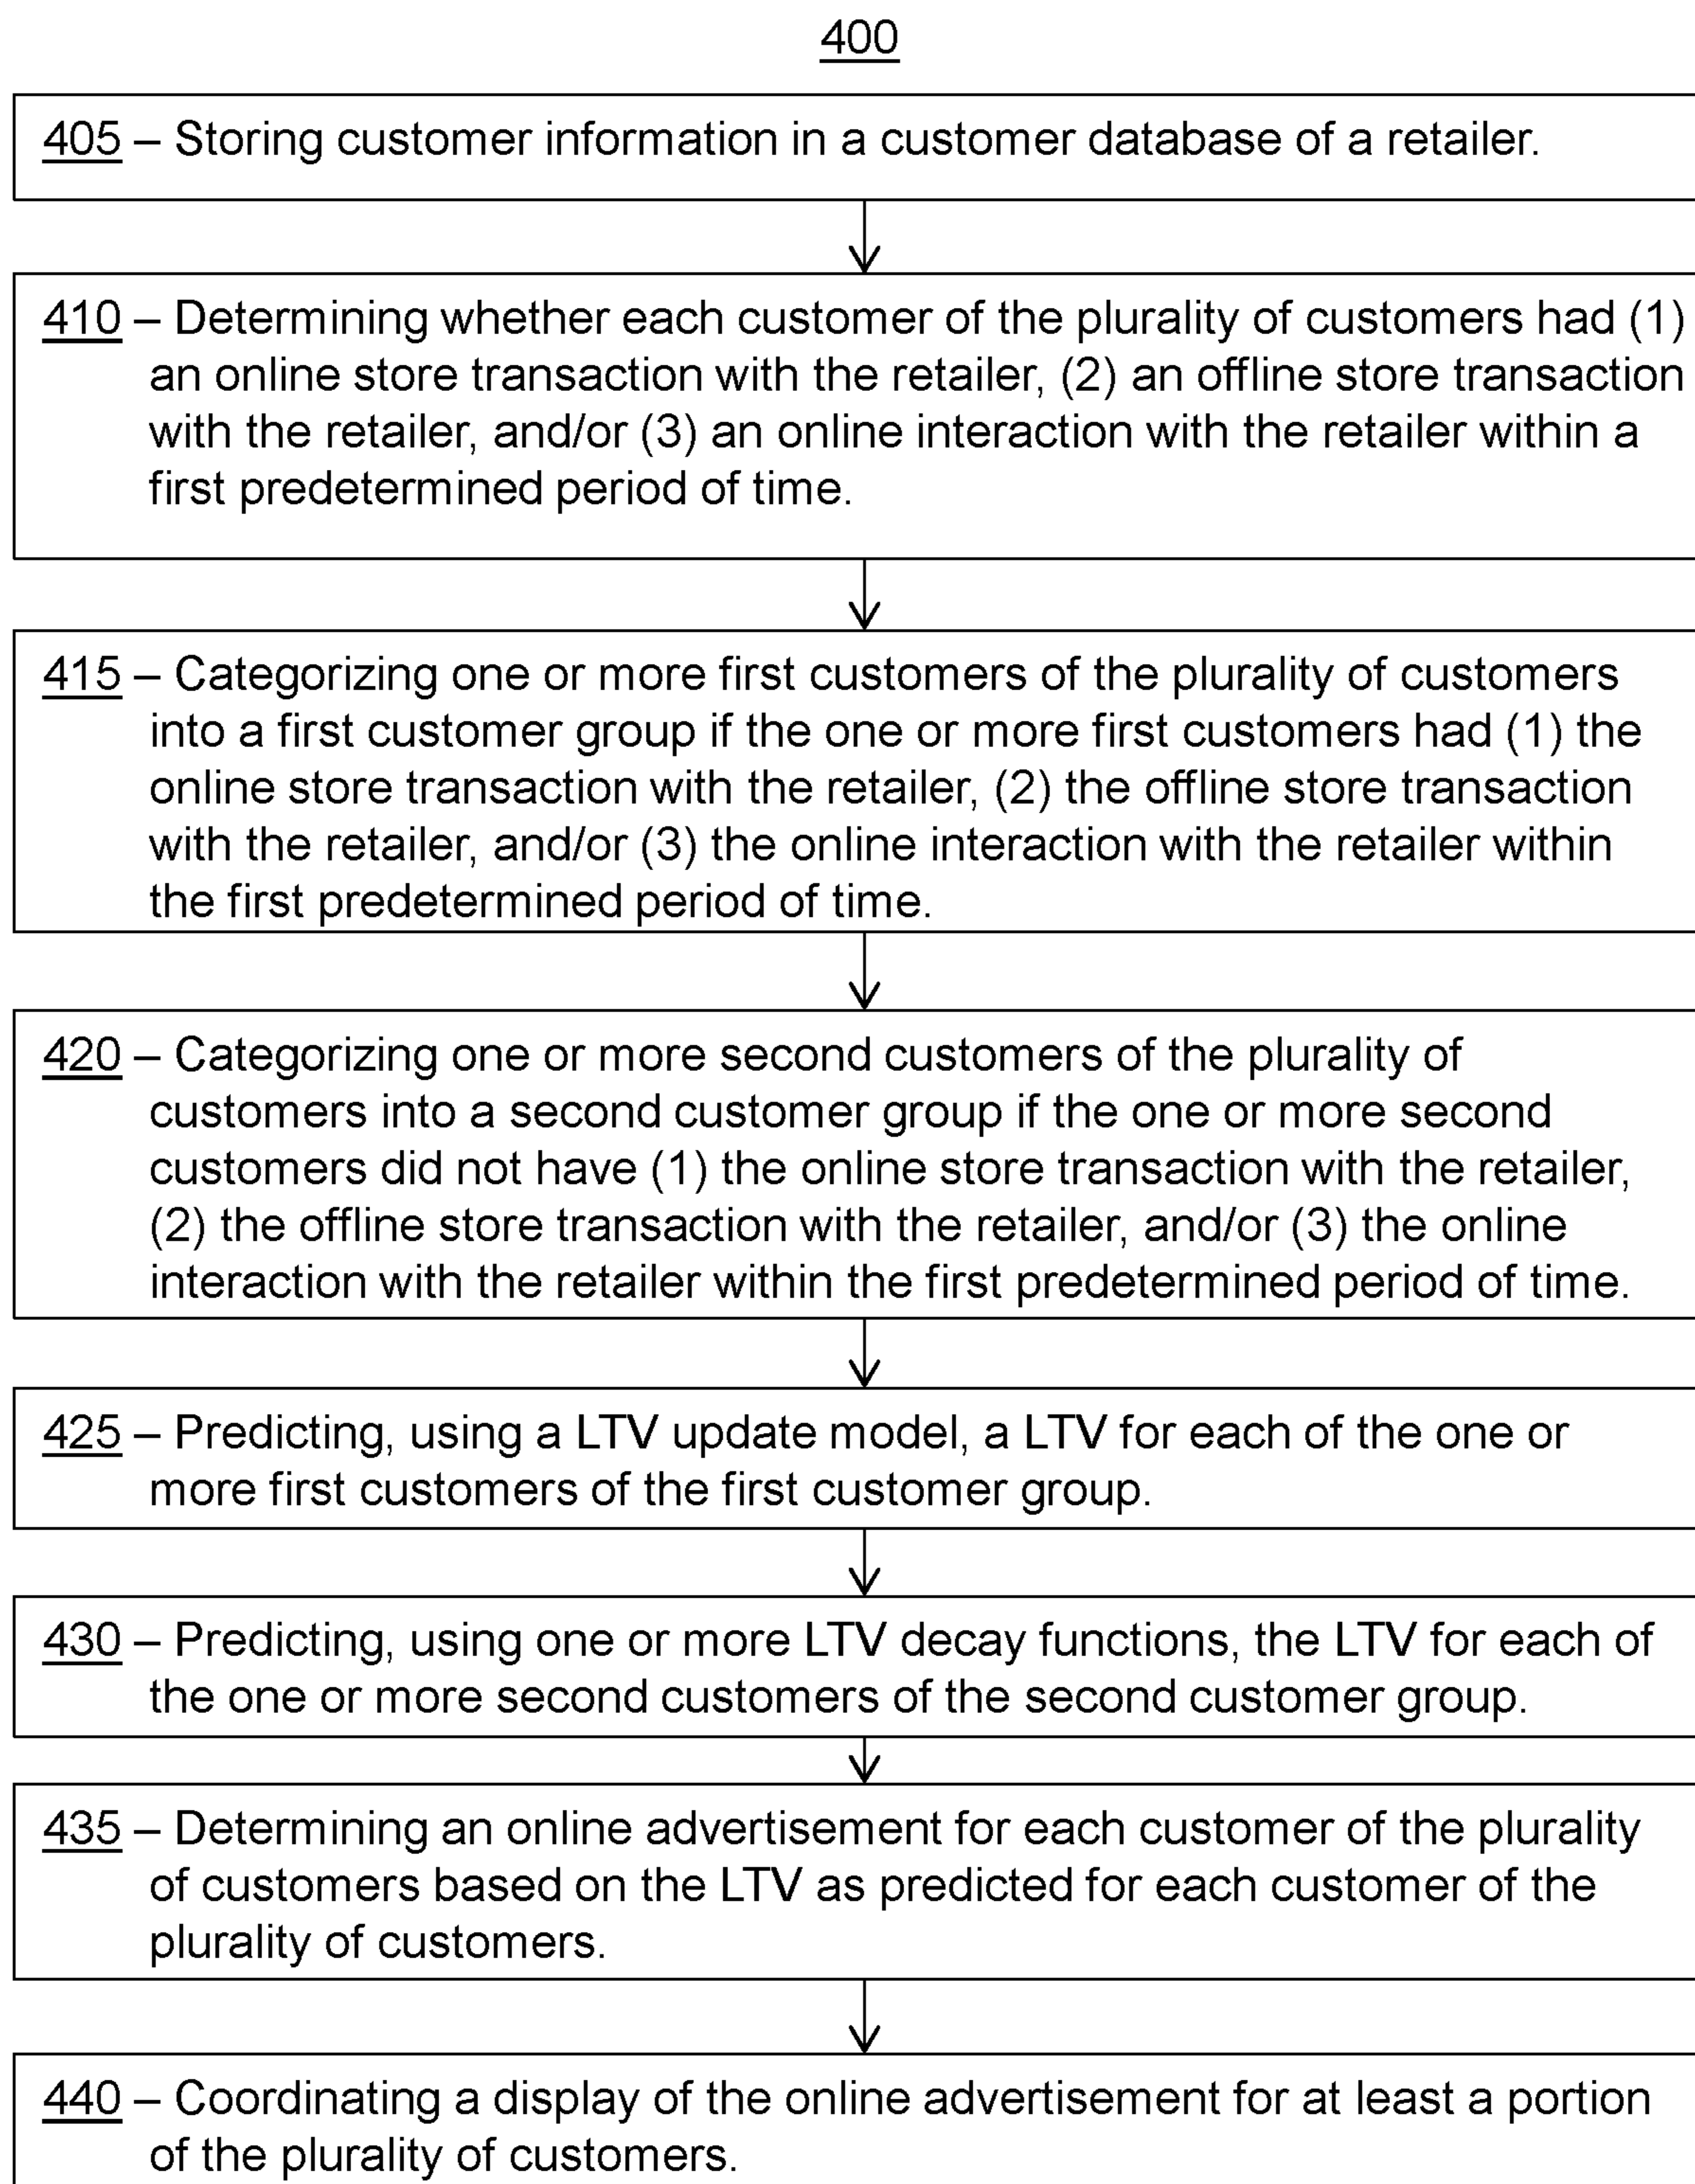 400
405 – Storing customer information in a customer database of a retailer.
410 – Determining whether each customer of the plurality of customers had (1)
an online store transaction with the retailer, (2) an offline store transaction
with the retailer, and/or (3) an online interaction with the retailer within a
first predetermined period of time.
415 – Categorizing one or more first customers of the plurality of customers
into a first customer group if the one or more first customers had (1) the
online store transaction with the retailer, (2) the offline store transaction
with the retailer, and/or (3) the online interaction with the retailer within
the first predetermined period of time.
420 – Categorizing one or more second customers of the plurality of
customers into a second customer group if the one or more second
customers did not have (1) the online store transaction with the retailer,
(2) the offline store transaction with the retailer, and/or (3) the online
interaction with the retailer within the first predetermined period of time.
425 – Predicting, using a LTV update model, a LTV for each of the one or
more first customers of the first customer group.
430 – Predicting, using one or more LTV decay functions, the LTV for each of
the one or more second customers of the second customer group.
435 – Determining an online advertisement for each customer of the plurality
of customers based on the LTV as predicted for each customer of the
plurality of customers.
440 – Coordinating a display of the online advertisement for at least a portion
of the plurality of customers.